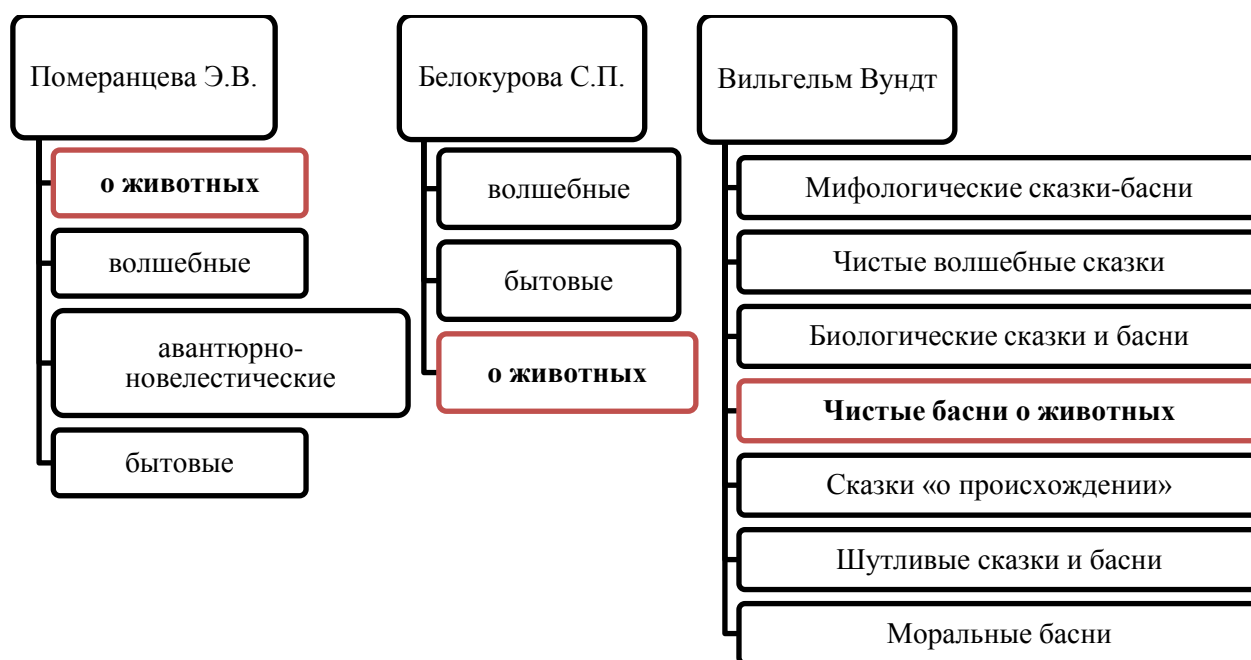 Померанцева Э.В.
о животных
волшебные
авантюрно-
новелестические
бытовые
Белокурова С.П.
волшебные
бытовые
о животных
Вильгельм Вундт
Мифологические сказки-басни
Чистые волшебные сказки
Биологические сказки и басни
Чистые басни о животных
Сказки «о происхождении»
Шутливые сказки и басни
Моральные басни